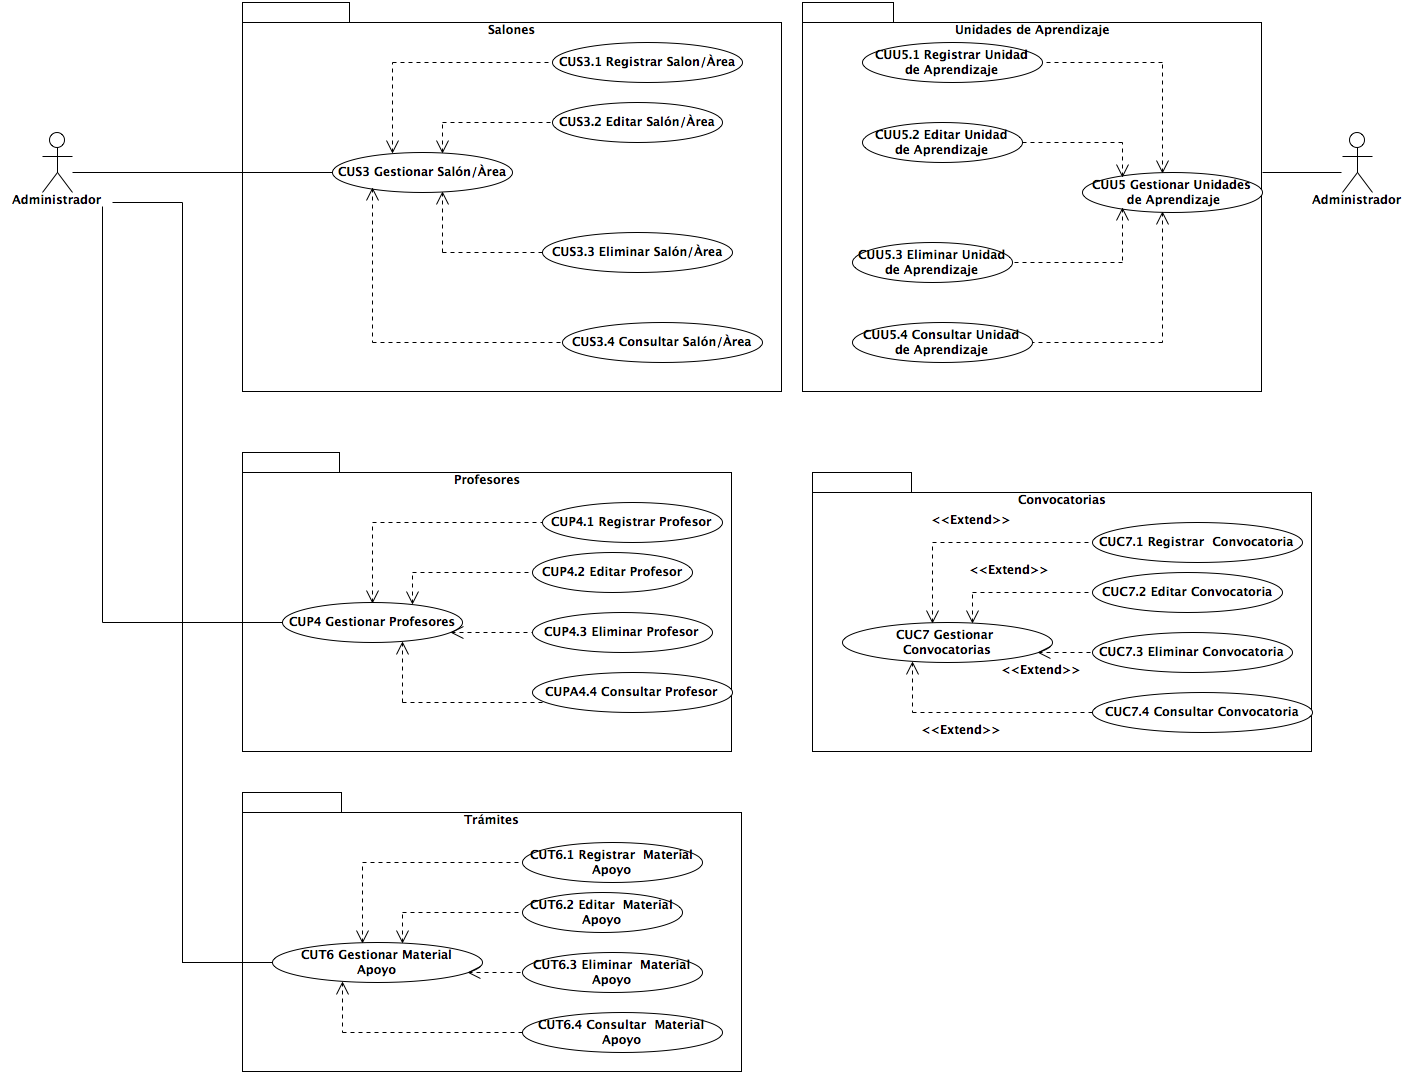 Salones
CUS3.1 Registrar Salon/Àrea
CUS3.2 Editar Salón/Àrea
CUS3 Gestionar Salón/Àrea
CUS3.3 Eliminar Salón/Àrea
CUS3.4 Consultar Salón/Àrea
Administrador
Unidades de Aprendizaje
CUU5.1 Registrar Unidad
de Aprendizaje
CUU5.2 Editar Unidad
de Aprendizaje
CUU5 Gestionar Unidades
de Aprendizaje
CUU5.3 Eliminar Unidad
de Aprendizaje
CUU5.4 Consultar Unidad
de Aprendizaje
Administrador
Profesores
CUP4.1 Registrar Profesor
CUP4.2 Editar Profesor
CUP4 Gestionar Profesores
CUP4.3 Eliminar Profesor
CUPA4.4 Consultar Profesor
Convocatorias
<<Extend>>
CUC7.1 Registrar  Convocatoria
<<Extend>>
CUC7.2 Editar Convocatoria
CUC7 Gestionar
Convocatorias
CUC7.3 Eliminar Convocatoria
<<Extend>>
CUC7.4 Consultar Convocatoria
<<Extend>>
Trámites
CUT6.1 Registrar  Material
Apoyo
CUT6.2 Editar  Material
Apoyo
CUT6 Gestionar Material
Apoyo
CUT6.3 Eliminar  Material
Apoyo
CUT6.4 Consultar  Material
Apoyo